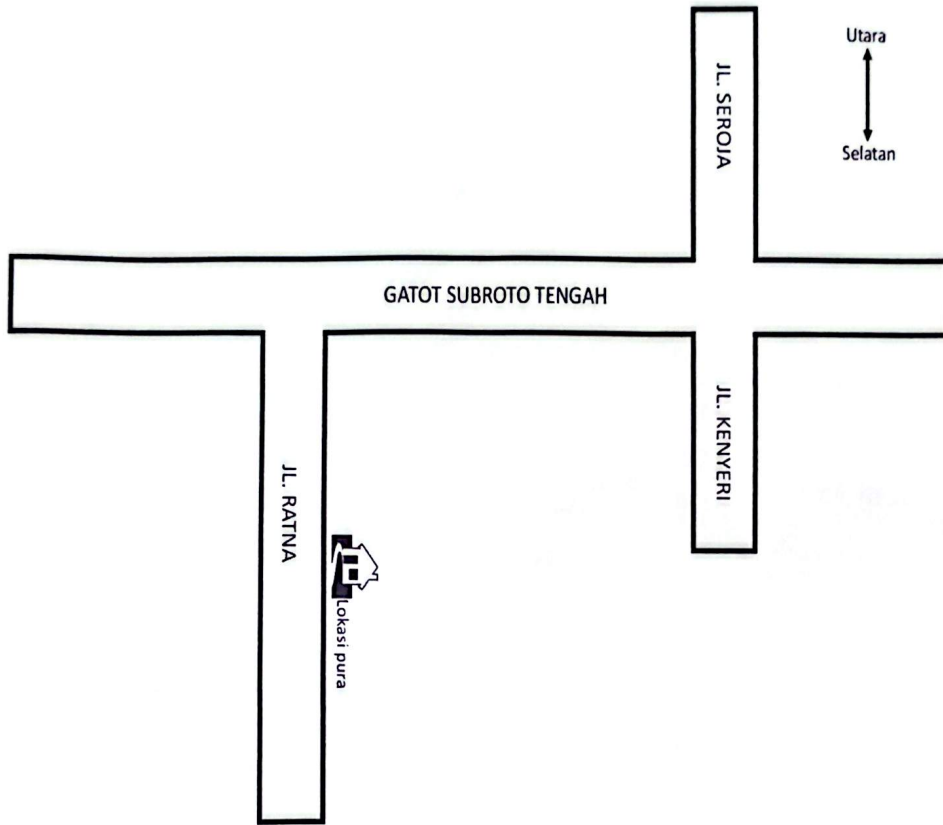 Utara
Selatan
JL. SEROJA
GATOT SUBROTO TENGAH
JL. KENYERI
JL. RATNA
Lokasi pura